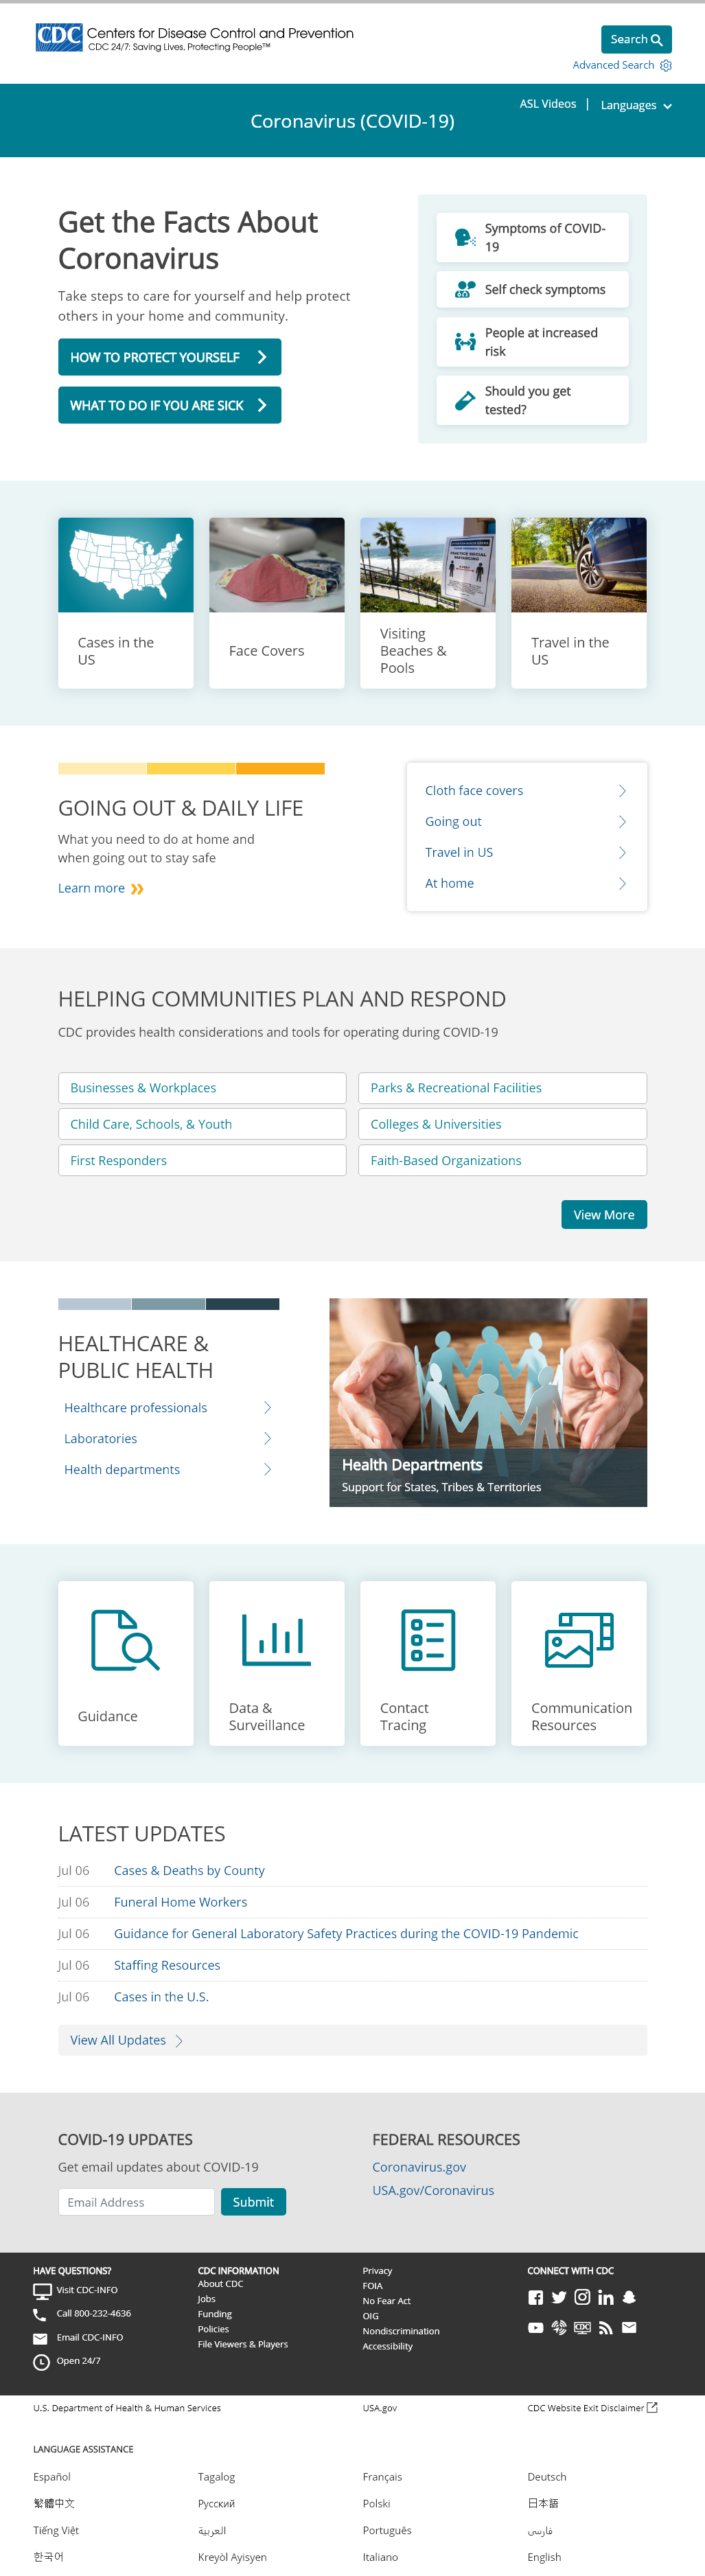 CDC Centers for Disease Control and Prevention
CDC 24/7: Saving Lives, Protecting People™
Search
Advanced Search
ASL Videos | Languages
Coronavirus (COVID-19)
Get the Facts About
Coronavirus
Take steps to care for yourself and help protect
others in your home and community.
HOW TO PROTECT YOURSELF
WHAT TO DO IF YOU ARE SICK
Symptoms of COVID-
19
Self check symptoms
People at increased
risk
Should you get
tested?
PRACTICE SOCIAL
Cases in the
US
Face Covers
Visiting
Beaches &
Pools
Travel in the
US
GOING OUT & DAILY LIFE
What you need to do at home and
when going out to stay safe
Learn more
Cloth face covers
Going out
Travel in US
At home
HELPING COMMUNITIES PLAN AND RESPOND
CDC provides health considerations and tools for operating during COVID-19
Businesses & Workplaces
Parks & Recreational Facilities
Child Care, Schools, & Youth
Colleges & Universities
First Responders
Faith-Based Organizations
View More
HEALTHCARE &
PUBLIC HEALTH
Healthcare professionals
Laboratories
Health departments
Health Departments
Support for States, Tribes & Territories
Guidance
Data &
Surveillance
Contact
Tracing
Communication
Resources
LATEST UPDATES
Jul 06 Cases & Deaths by County
Jul 06 Funeral Home Workers
Jul 06 Guidance for General Laboratory Safety Practices during the COVID-19 Pandemic
Jul 06 Staffing Resources
Jul 06 Cases in the U.S.
View All Updates
COVID-19 UPDATES
Get email updates about COVID-19
Email Address
Submit
FEDERAL RESOURCES
Coronavirus.gov
USA.gov/Coronavirus
HAVE QUESTIONS?
Visit CDC-INFO
Call 800-232-4636
Email CDC-INFO
Open 24/7
CDC INFORMATION
About CDC
Jobs
Funding
Policies
File Viewers & Players
Privacy
FOIA
No Fear Act
OIG
Nondiscrimination
Accessibility
CONNECT WITH CDC
CDC
U.S. Department of Health & Human Services
USA.gov
CDC Website Exit Disclaimer
LANGUAGE ASSISTANCE
Español Tagalog Français Deutsch
繁體中文 Русский Polski 日本語
Tiếng Việt العربية Português فارسی
한국어 Kreyòl Ayisyen Italiano English